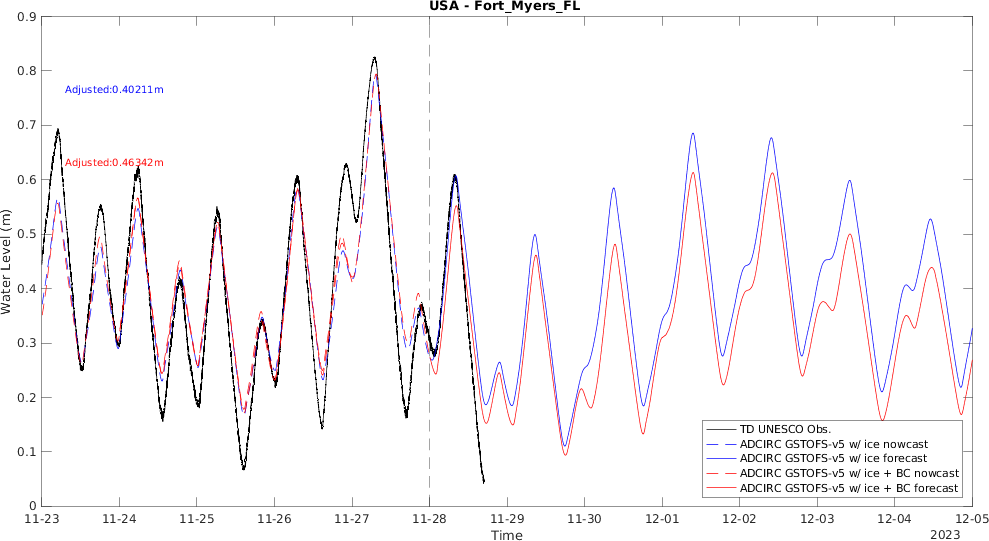 USA - Fort_Myers_FL
0.9
0.8
0.7
0.6
0.5
0.4
0.3
0.2
0.1
0
Water Level (m)
Adjusted:0.40211m
Adjusted:0.46342m
TD UNESCO Obs.
ADCIRC GSTOFS-v5 w/ ice nowcast
ADCIRC GSTOFS-v5 w/ ice forecast
ADCIRC GSTOFS-v5 w/ ice + BC nowcast
ADCIRC GSTOFS-v5 w/ ice + BC forecast
11-23 11-24 11-25 11-26 11-27 11-28 11-29 11-30 12-01 12-02 12-03 12-04 12-05
Time
2023